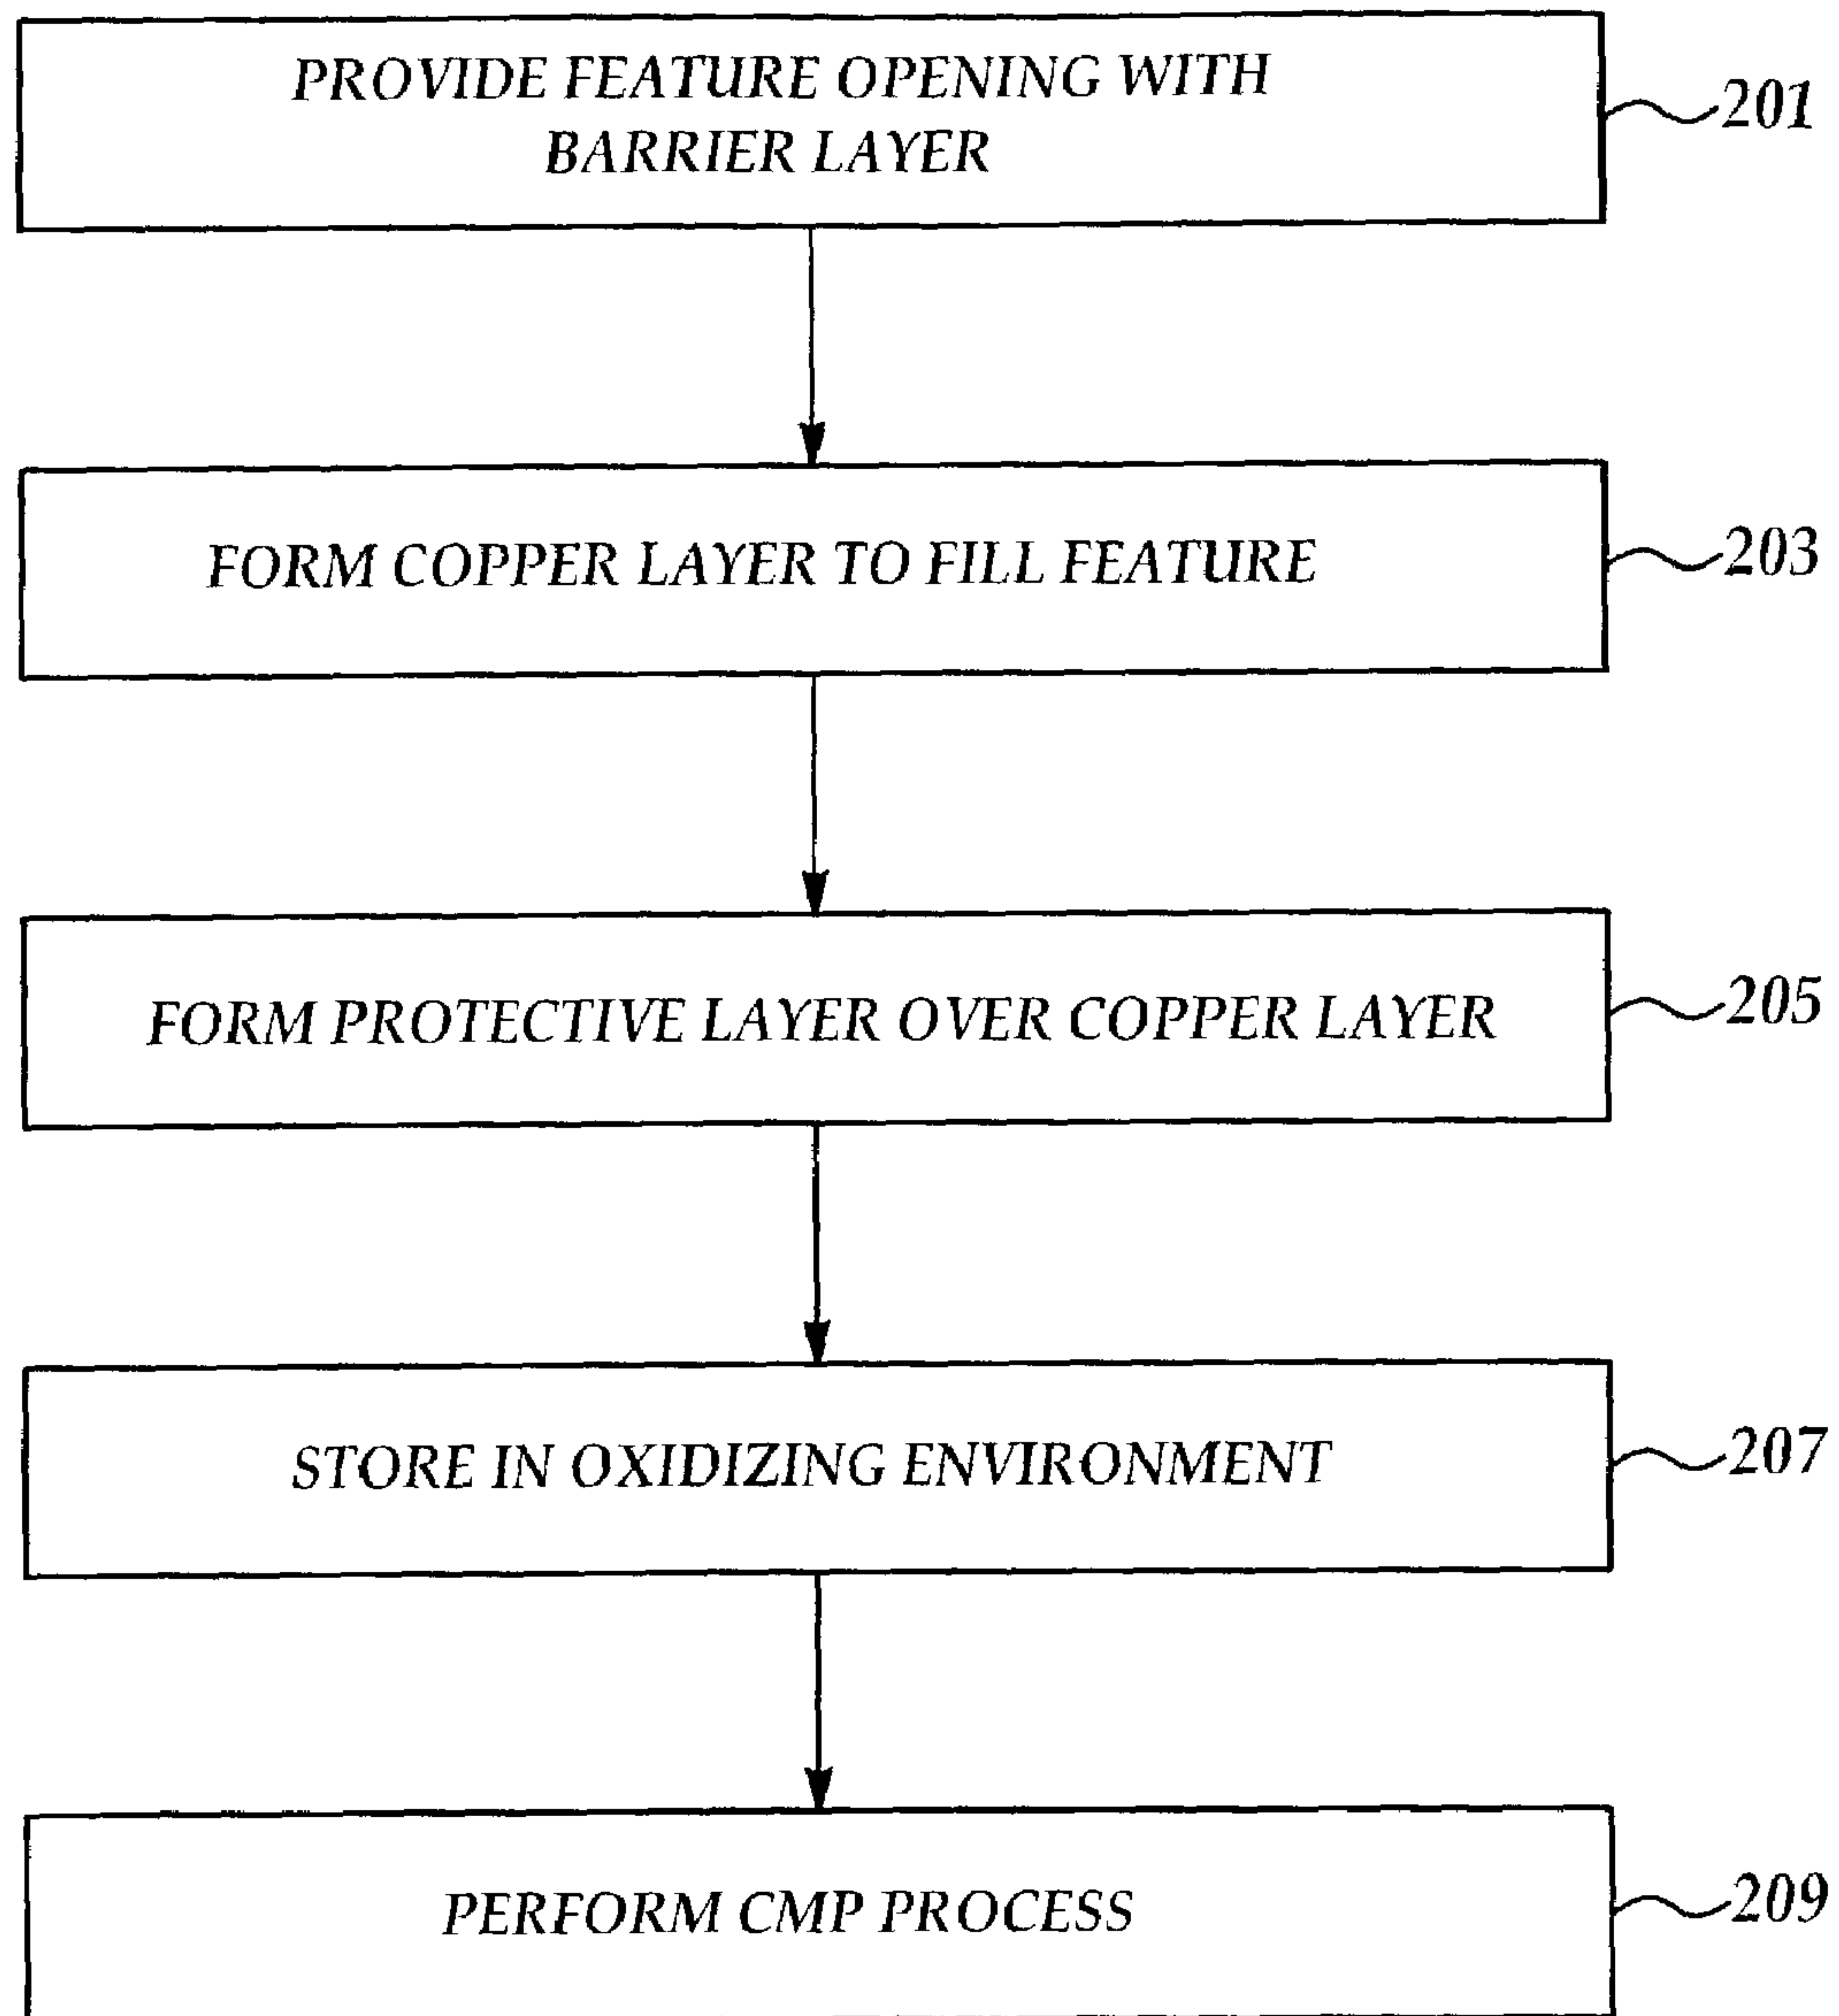 PROVIDE FEATURE OPENING WITH
BARRIER LAYER
201
FORM COPPER LAYER TO FILL FEATURE
203
FORM PROTECTIVE LAYER OVER COPPER LAYER
205
STORE IN OXIDIZING ENVIRONMENT
207
PERFORM CMP PROCESS
209